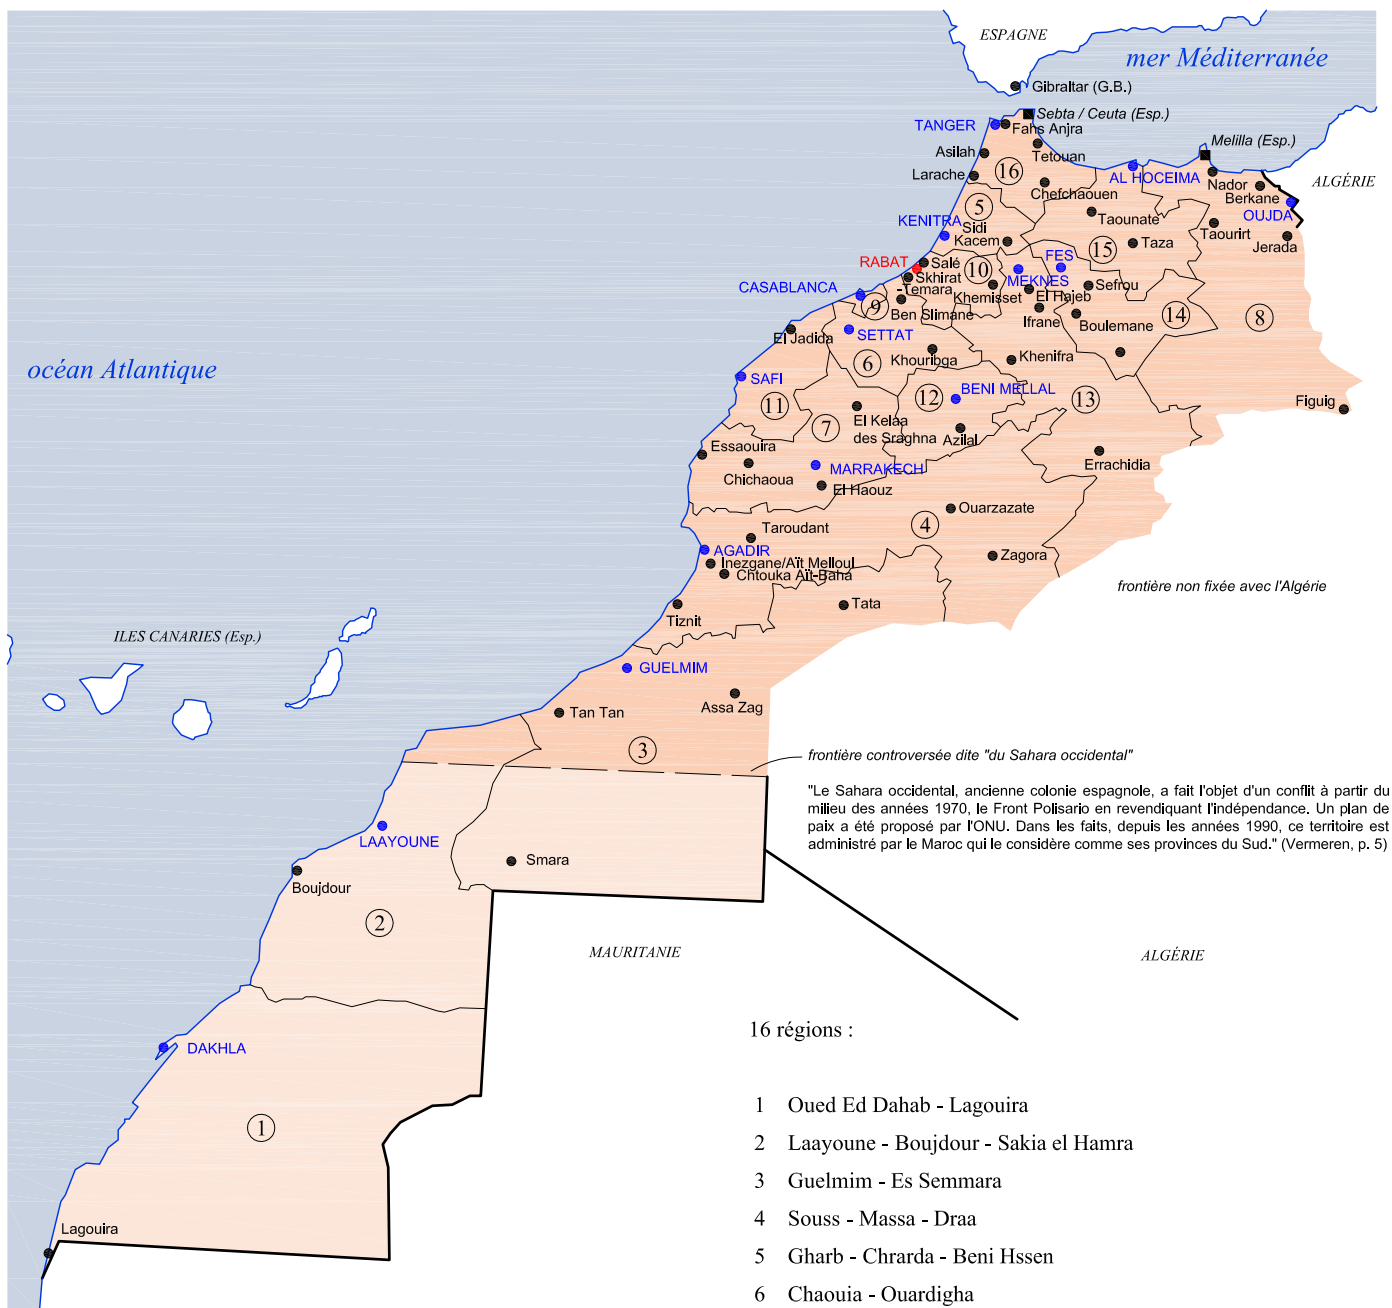 ESPAGNE
mer Méditerranée
Gibraltar (G.B.)
Sebta / Ceuta (Esp.)
TANGER
Fahs Anjra
Melilla (Esp.)
Asilah
Tetouan
16
Larache
AL HOCEIMA
Nador
ALGÉRIE
Chefchaouen
Berkane
5
Taounate
OUJDA
KENITRA
Sidi
Kacem
Taourirt
Jerada
15
Taza
RABAT
Salé
10
FES
Skhirat
-Temara
MEKNES
CASABLANCA
Khemisset
El Hajeb
Sefrou
9
Ben Slimane
Ifrane
Boulemane
14
8
El Jadida
SETTAT
Khouribga
Khenifra
6
océan Atlantique
SAFI
BENI MELLAL
12
13
11
Figuig
7
El Kelaa
des Sraghna
Azilal
Essaouira
Errachidia
Chichaoua
MARRAKECH
El Haouz
Ouarzazate
4
Taroudant
AGADIR
Inezgane/Aït Melloul
Chtouka Aït-Baha
Zagora
frontière non fixée avec l'Algérie
Tata
Tiznit
ILES CANARIES (Esp.)
GUELMIM
Assa Zag
Tan Tan
3
frontière controversée dite "du Sahara occidental"
"Le Sahara occidental, ancienne colonie espagnole, a fait l'objet d'un conflit à partir du
milieu des années 1970, le Front Polisario en revendiquant l'indépendance. Un plan de
paix a été proposé par l'ONU. Dans les faits, depuis les années 1990, ce territoire est
administré par le Maroc qui le considère comme ses provinces du Sud." (Vermeren, p. 5)
LAAYOUNE
Smara
Boujdour
2
MAURITANIE
ALGÉRIE
DAKHLA
1
Lagouira
16 régions :
1 Oued Ed Dahab - Lagouira
2 Laayoune - Boujdour - Sakia el Hamra
3 Guelmim - Es Semmara
4 Souss - Massa - Draa
5 Gharb - Chrarda - Beni Hssen
6 Chaouia - Ouardigha